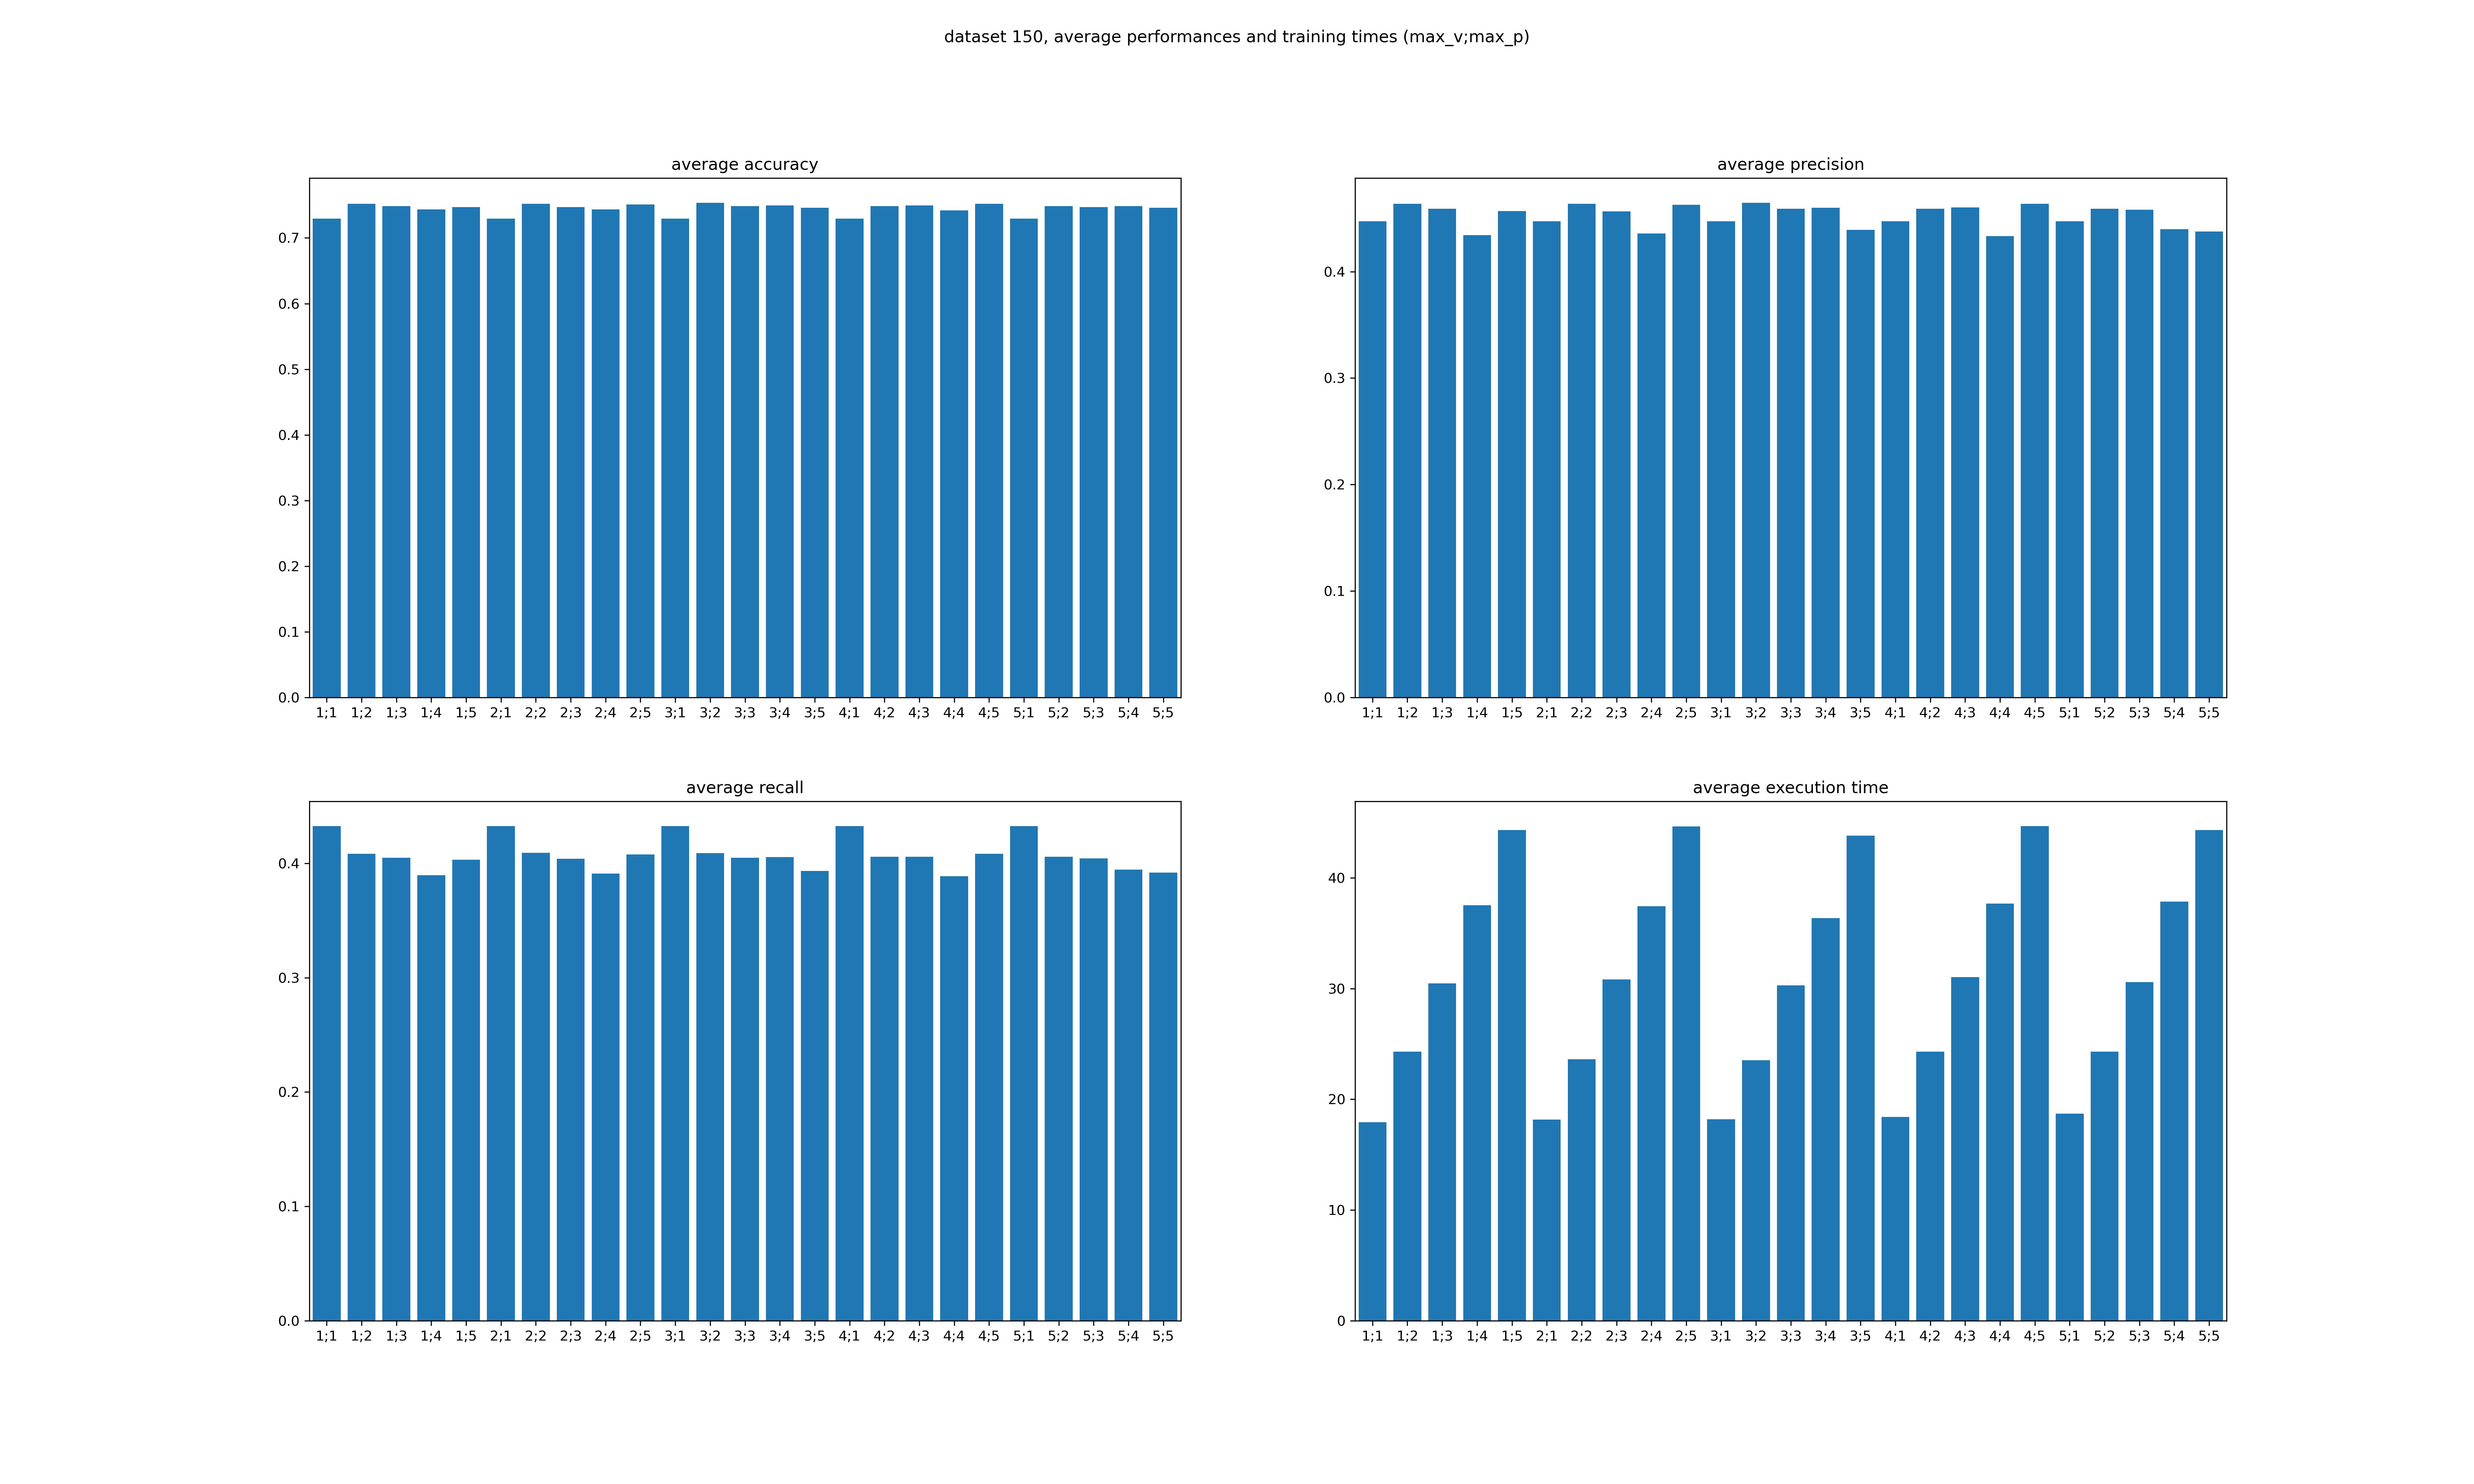 dataset 150, average performances and training times (max_v;max_p)
average accuracy
0.7
0.6
0.5
0.4
0.3
0.2
0.1
0.0
1;1 1;2 1;3 1;4 1;5 2;1 2;2 2;3 2;4 2;5 3;1 3;2 3;3 3;4 3;5 4;1 4;2 4;3 4;4 4;5 5;1 5;2 5;3 5;4 5;5
average precision
0.4
0.3
0.2
0.1
0.0
1;1 1;2 1;3 1;4 1;5 2;1 2;2 2;3 2;4 2;5 3;1 3;2 3;3 3;4 3;5 4;1 4;2 4;3 4;4 4;5 5;1 5;2 5;3 5;4 5;5
average recall
0.4
0.3
0.2
0.1
0.0
1;1 1;2 1;3 1;4 1;5 2;1 2;2 2;3 2;4 2;5 3;1 3;2 3;3 3;4 3;5 4;1 4;2 4;3 4;4 4;5 5;1 5;2 5;3 5;4 5;5
average execution time
40
30
20
10
0
1;1 1;2 1;3 1;4 1;5 2;1 2;2 2;3 2;4 2;5 3;1 3;2 3;3 3;4 3;5 4;1 4;2 4;3 4;4 4;5 5;1 5;2 5;3 5;4 5;5